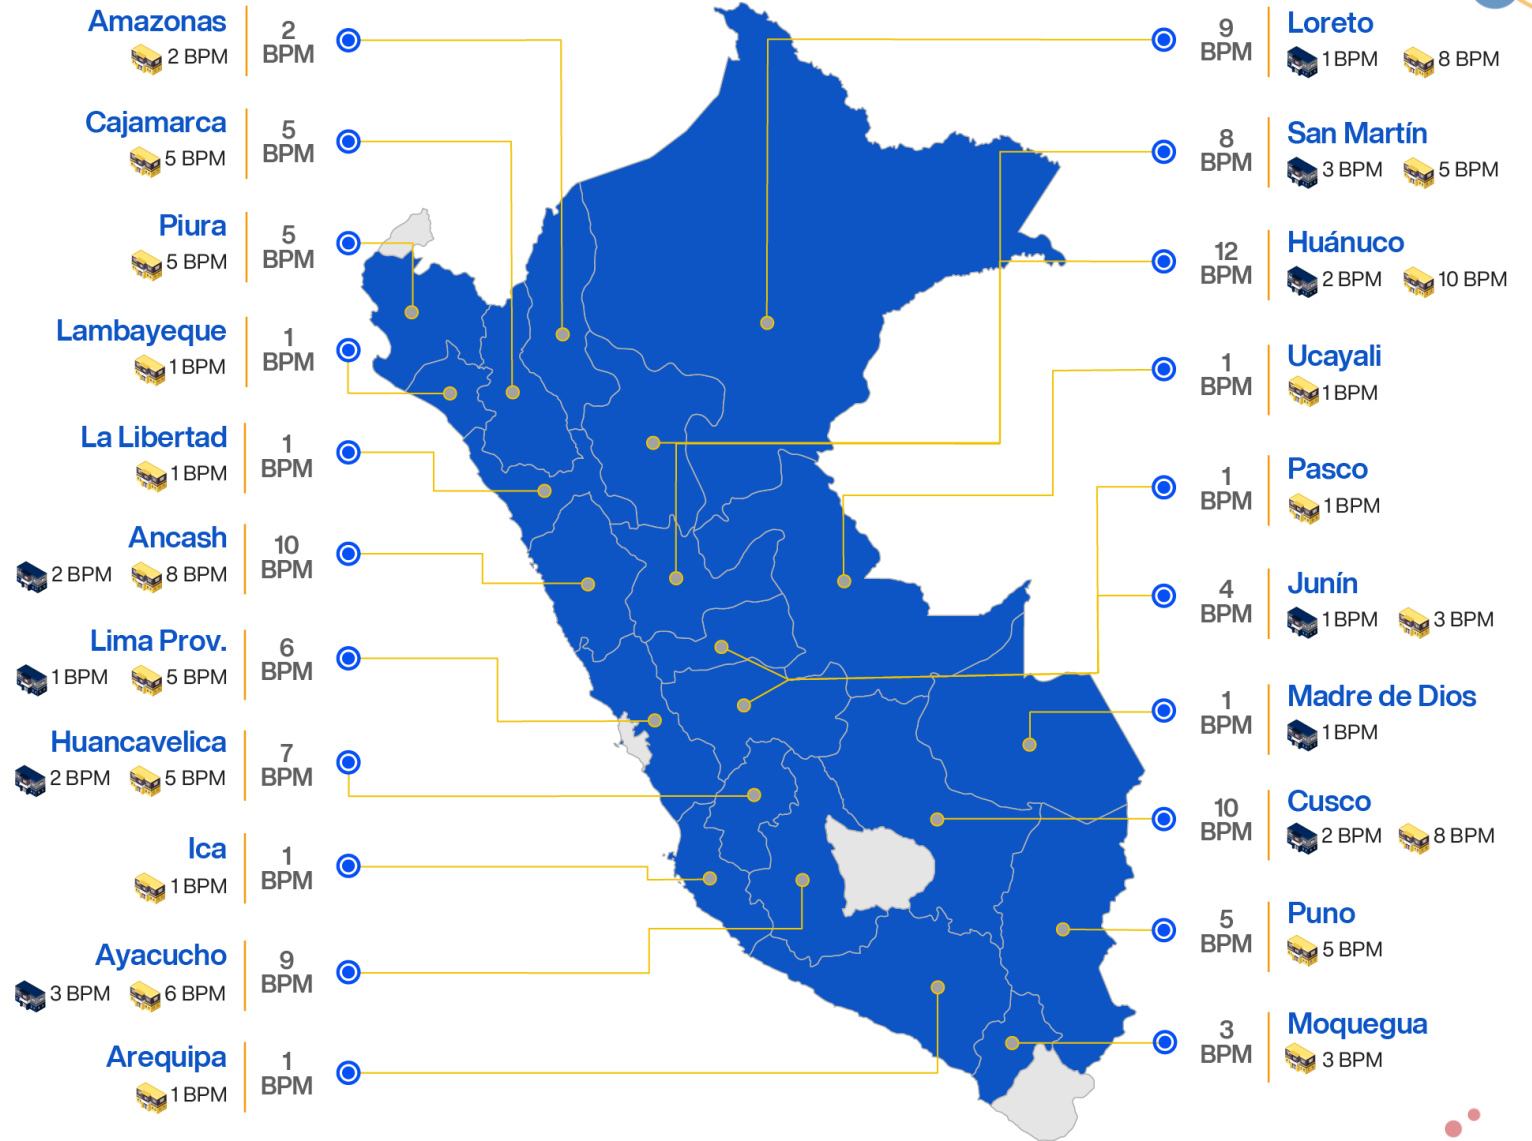 Amazonas
2 BPM
2
BPM
Cajamarca
5 BPM
5
BPM
Piura
5 BPM
5
BPM
Lambayeque
1 BPM
1
BPM
La Libertad
1 BPM
1
BPM
Ancash
2 BPM 8 BPM
10
BPM
Lima Prov.
1 BPM 5 BPM
6
BPM
Huancavelica
2 BPM 5 BPM
7
BPM
Ica
1 BPM
1
BPM
Ayacucho
3 BPM 6 BPM
9
BPM
Arequipa
1 BPM
1
BPM
9
BPM
Loreto
1 BPM 8 BPM
8
BPM
San Martín
3 BPM 5 BPM
12
BPM
Huánuco
2 BPM 10 BPM
1
BPM
Ucayali
1 BPM
1
BPM
Pasco
1 BPM
4
BPM
Junín
1 BPM 3 BPM
1
BPM
Madre de Dios
1 BPM
10
BPM
Cusco
2 BPM 8 BPM
5
BPM
Puno
5 BPM
3
BPM
Moquegua
3 BPM